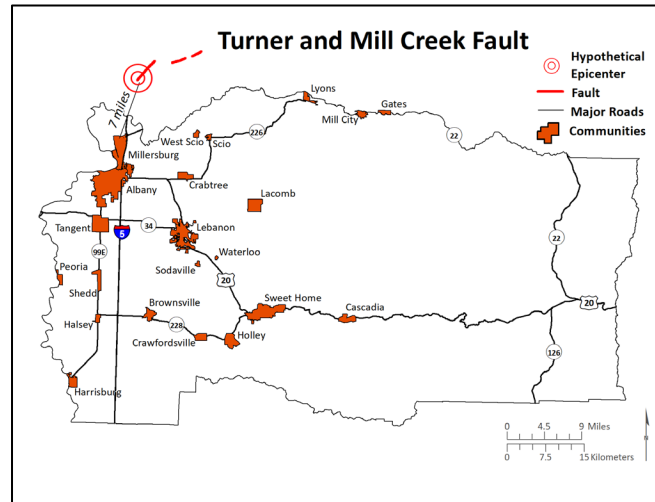 Turner and Mill Creek Fault
Hypothetical
Epicenter
Fault
Major Roads
Communities
7 miles
Lyons
Gates
Mill City
226
22
West Scio
Scio
Millersburg
Albany
Crabtree
Lacomb
Tangent
5
34
Lebanon
Waterloo
22
99E
Peoria
Sodaville
20
20
Shedd
Brownsville
Sweet Home
Cascadia
Halsey
228
Crawfordsville
Holley
126
Harrisburg
0 4.5 9 Miles
0 7.5 15 Kilometers
N